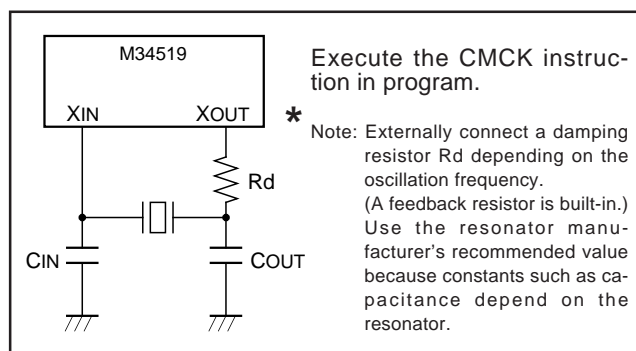 M34519
XIN
XOUT
Rd
CIN
COUT
*
Execute the CMCK instruc-
tion in program.
Note: Externally connect a damping
resistor Rd depending on the
oscillation frequency.
(A feedback resistor is built-in.)
Use the resonator manu-
facturer's recommended value
because constants such as ca-
pacitance depend on the
resonator.